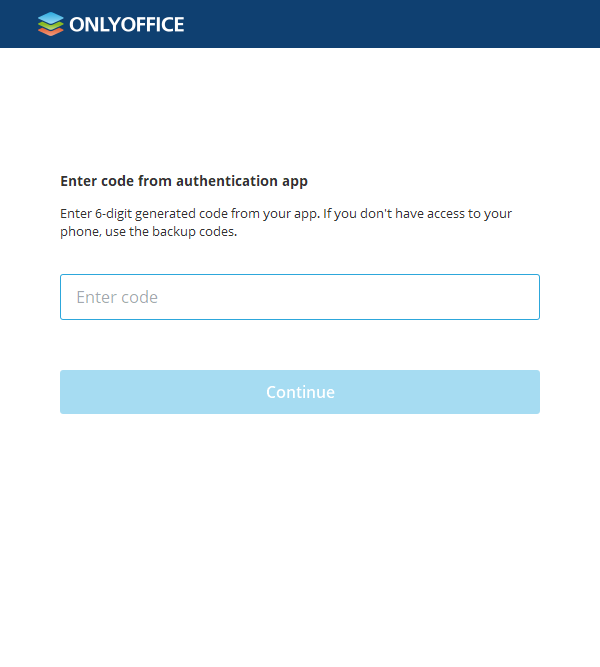 ONLYOFFICE
Enter code from authentication app
Enter 6-digit generated code from your app. If you don't have access to your
phone, use the backup codes.
Enter code
Continue